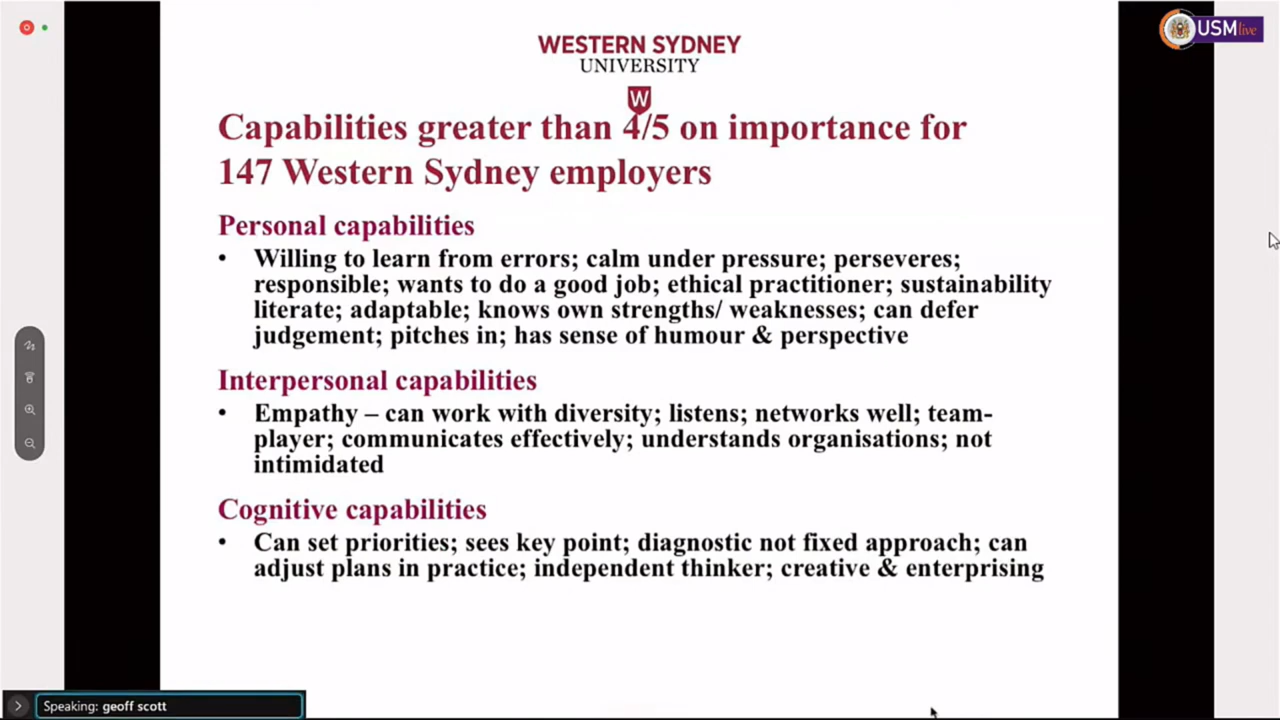 USMlive
WESTERN SYDNEY
UNIVERSITY
W
Capabilities greater than 4/5 on importance for
147 Western Sydney employers
Personal capabilities
• Willing to learn from errors; calm under pressure; perseveres;
responsible; wants to do a good job; ethical practitioner; sustainability
literate; adaptable; knows own strengths/ weaknesses; can defer
judgement; pitches in; has sense of humour & perspective
Interpersonal capabilities
• Empathy – can work with diversity; listens; networks well; team-
player; communicates effectively; understands organisations; not
intimidated
Cognitive capabilities
• Can set priorities; sees key point; diagnostic not fixed approach; can
adjust plans in practice; independent thinker; creative & enterprising
Speaking: geoff scott